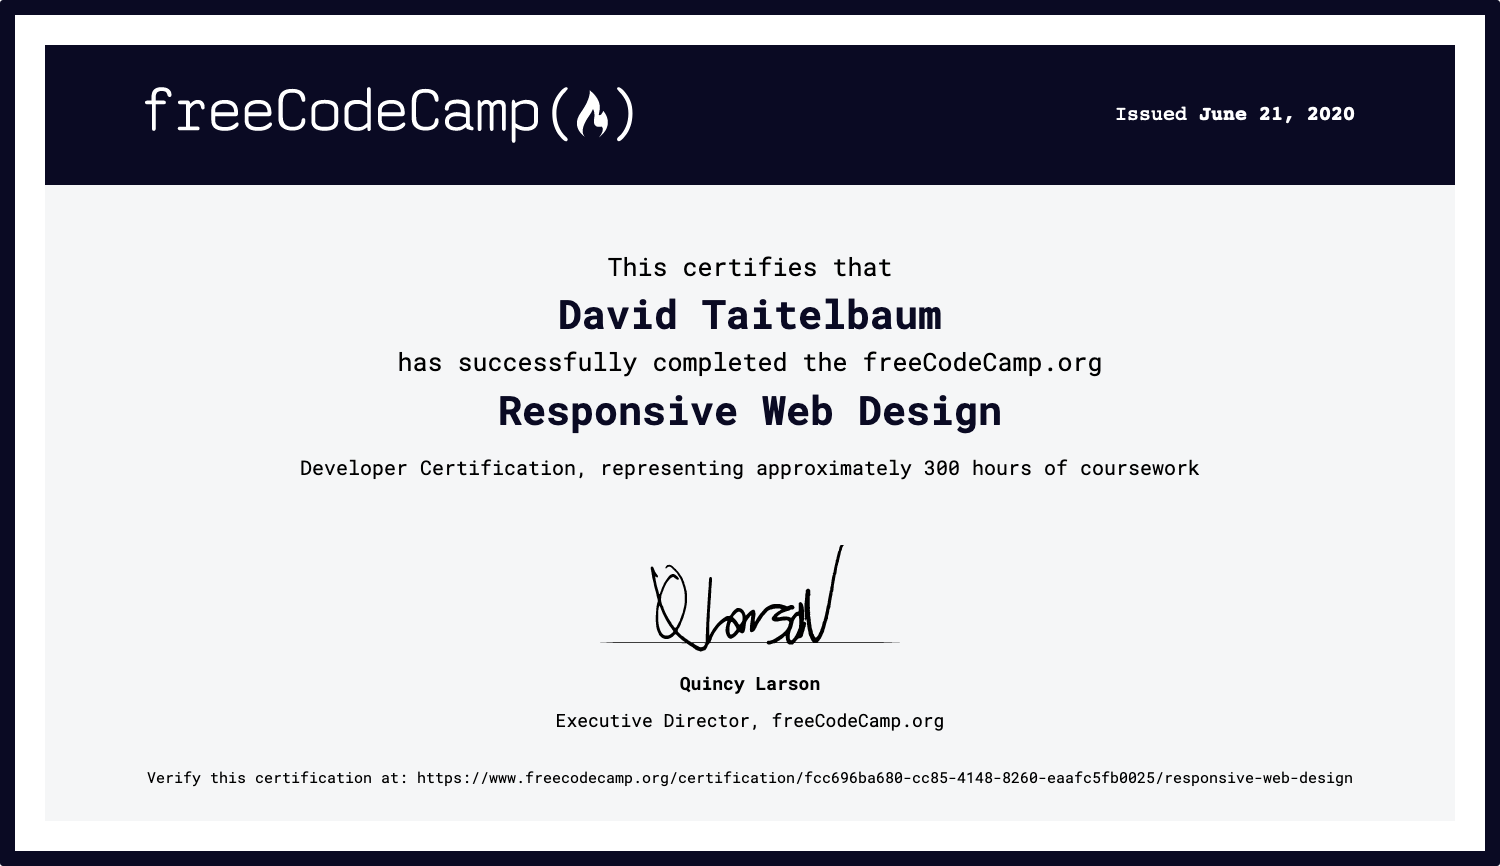 freeCodeCamp
Issued June 21, 2020
This certifies that
David Taitelbaum
has successfully completed the freeCodeCamp.org
Responsive Web Design
Developer Certification, representing approximately 300 hours of coursework
Q Larson
Quincy Larson
Executive Director, freeCodeCamp.org
Verify this certification at: https://www.freecodecamp.org/certification/fcc696ba680-cc85-4148-8260-eaafc5fb0025/responsive-web-design